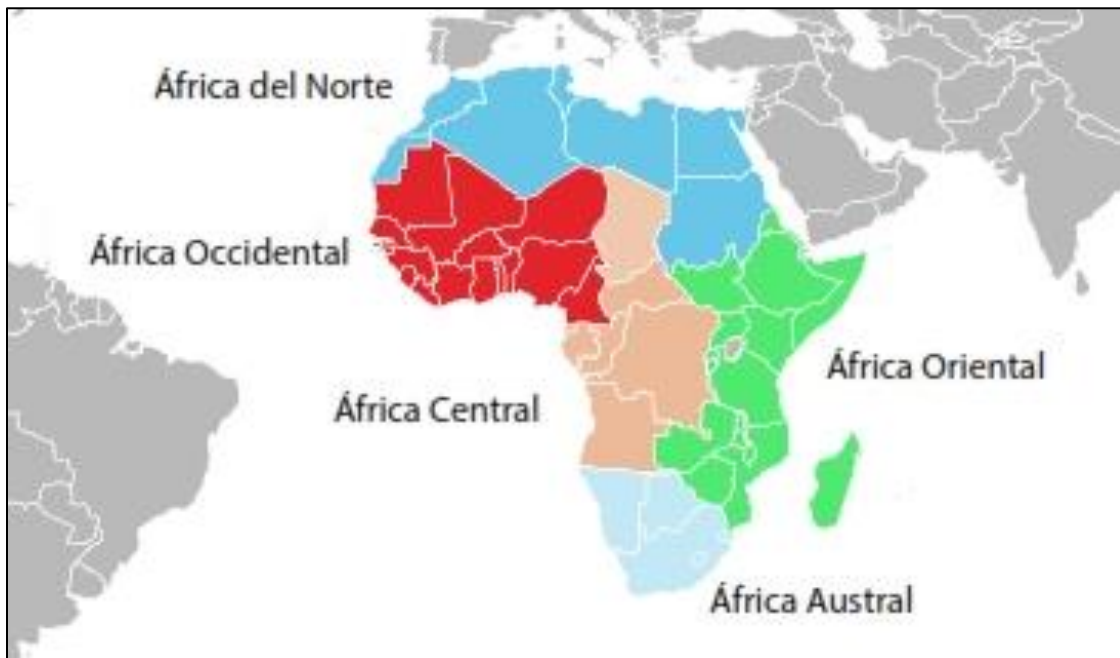 África del Norte
África Occidental
África Oriental
África Central
África Austral